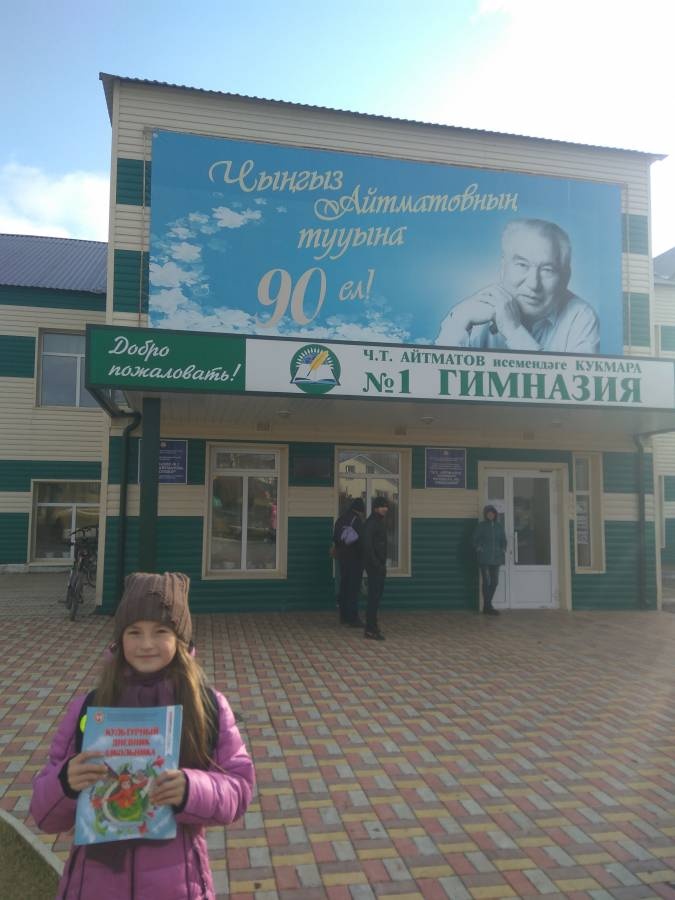 Чыңгыз
Айтматовның
тууына
90 ел!
Добро
пожаловать!
Ч.Т. АЙТМАТОВ исемендәге КУКМАРА
№1 ГИМНАЗИЯ
КУЛЬТУРНЫЙ
ДНЕВНИК
ШКОЛЬНИКА